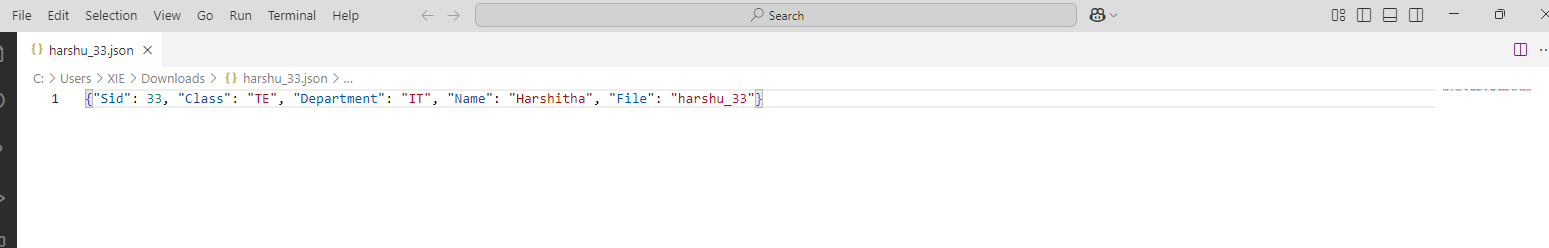 File Edit Selection View Go Run Terminal Help Search
{} harshu_33.json
C: > Users > XIE > Downloads > {} harshu_33.json > ...
1 {"Sid": 33, "Class": "TE", "Department": "IT", "Name": "Harshitha", "File": "harshu_33"}